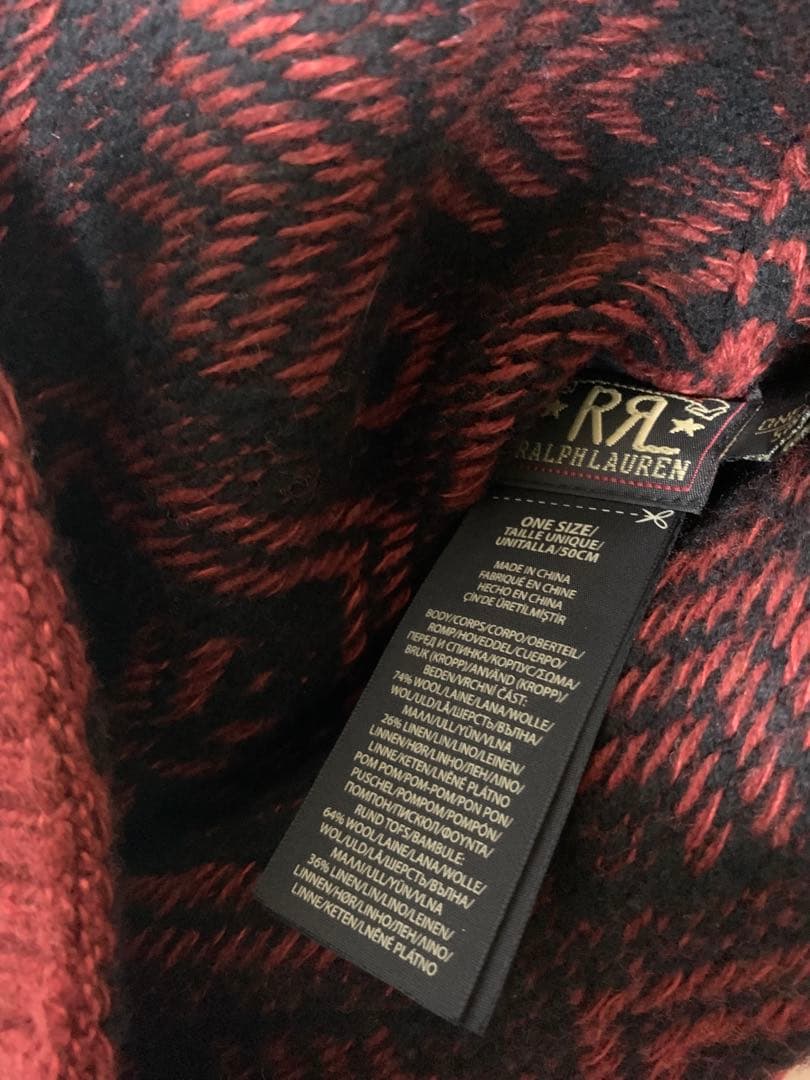 RRL
RALPH LAUREN
ONE SIZE/
TAILLE UNIQUE/
UNITALLA/50CM
MADE IN CHINA
FABRIQUÉ EN CHINE
HECHO EN CHINA
ÇİN'DE ÜRETİLMİŞTİR
BODY/CORPS/CORPO/OBERTEIL/
ROMP/HOVEDDEL/CUERPO/
ПЕРЕД И СПИНКА/КОРПУС/ΣΩΜΑ/
BRUK (KROPP)/ANVÄND (KROPP)/
BEDEN/VRCHNÍ ČÁST:
74% WOOL/LAINE/LANA/WOLLE/
WOL/ULD/LÃ/ШЕРСТЬ/ВЪЛНА/
ΜΑΛΛΙ/ULL/YÜN/VLNA
26% LINEN/LIN/LINO/LEINEN/
LINNEN/HØR/LINHO/ЛЕН/ΛΙΝΟ/
LINNE/KETEN/LNĚNÉ PLÁTNO
POM POM/POM-POM/PON PON/
PUSCHEL/POMPOM/POMPÓN/
ПОМПОН/ПИСКЮЛ/ΦΟΥΝΤΑ/
RUND TOFS/BAMBULE:
64% WOOL/LAINE/LANA/WOLLE/
WOL/ULD/LÃ/ШЕРСТЬ/ВЪЛНА/
ΜΑΛΛΙ/ULL/YÜN/VLNA
36% LINEN/LIN/LINO/LEINEN/
LINNEN/HØR/LINHO/ЛЕН/ΛΙΝΟ/
LINNE/KETEN/LNĚNÉ PLÁTNO